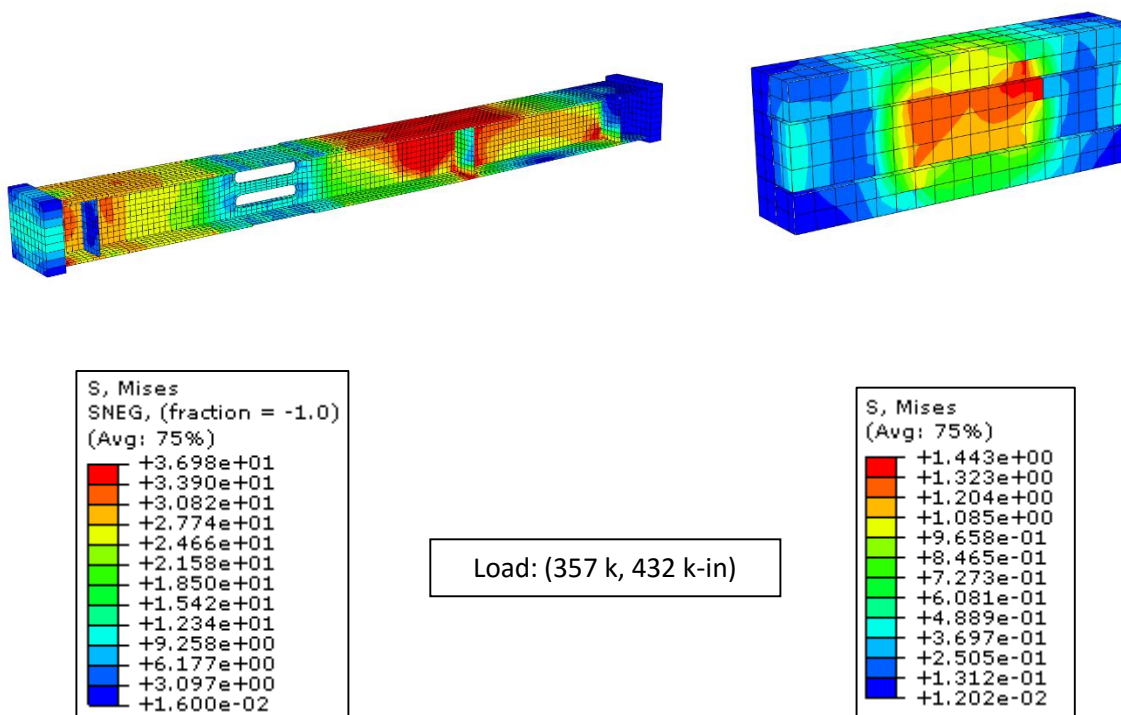 S, Mises
SNEG, (fraction = -1.0)
(Avg: 75%)
+3.698e+01
+3.390e+01
+3.082e+01
+2.774e+01
+2.466e+01
+2.158e+01
+1.850e+01
+1.542e+01
+1.234e+01
+9.258e+00
+6.177e+00
+3.097e+00
+1.600e-02
Load: (357 k, 432 k-in)
S, Mises
(Avg: 75%)
+1.443e+00
+1.323e+00
+1.204e+00
+1.085e+00
+9.658e-01
+8.465e-01
+7.273e-01
+6.081e-01
+4.889e-01
+3.697e-01
+2.505e-01
+1.312e-01
+1.202e-02